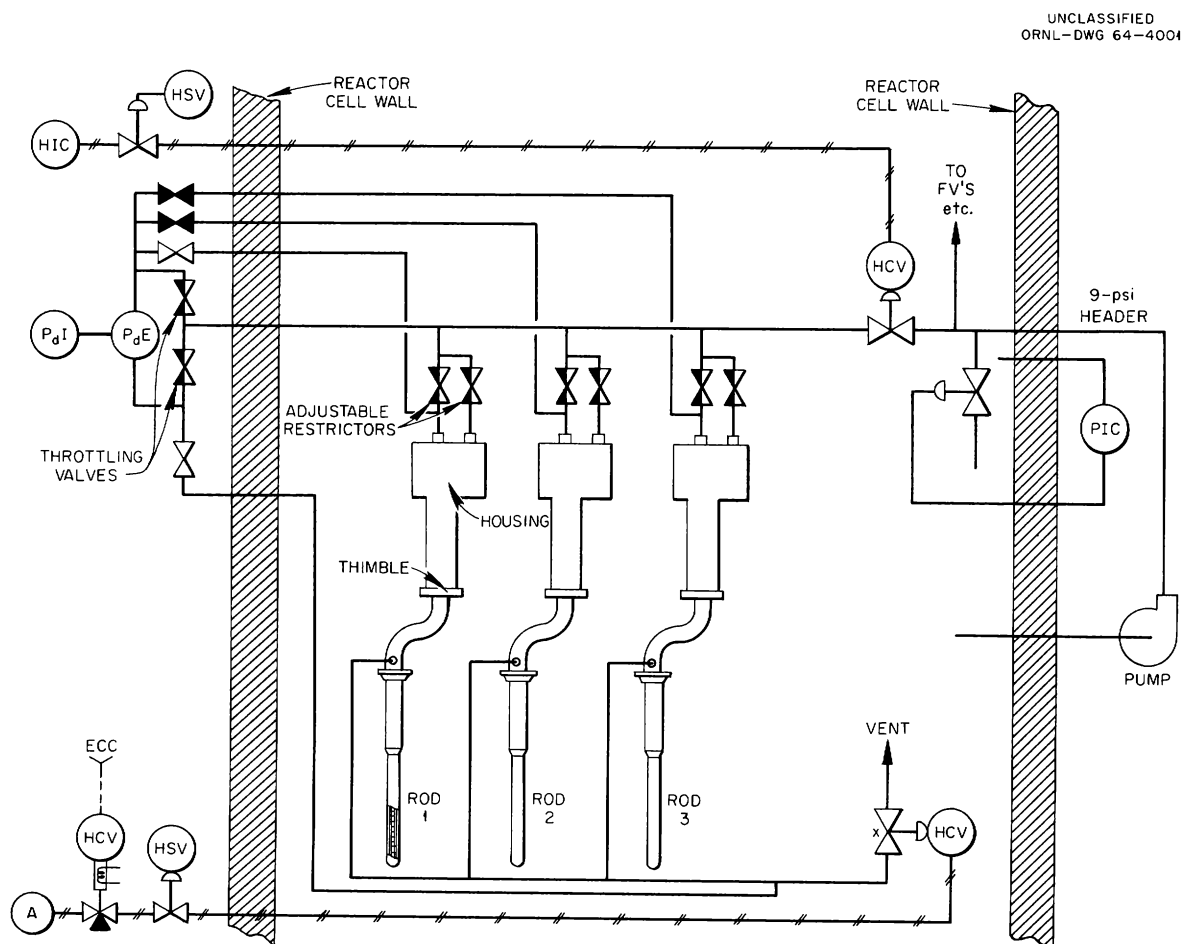 UNCLASSIFIED
ORNL-DWG 64-4001
REACTOR
CELL WALL
REACTOR
CELL WALL
HSV
HIC
TO
FV'S
etc.
HCV
9-psi
HEADER
PdI
PdE
ADJUSTABLE
RESTRICTORS
THROTTLING
VALVES
PIC
HOUSING
THIMBLE
PUMP
VENT
ECC
ROD
1
ROD
2
ROD
3
x
HCV
HCV
HSV
A